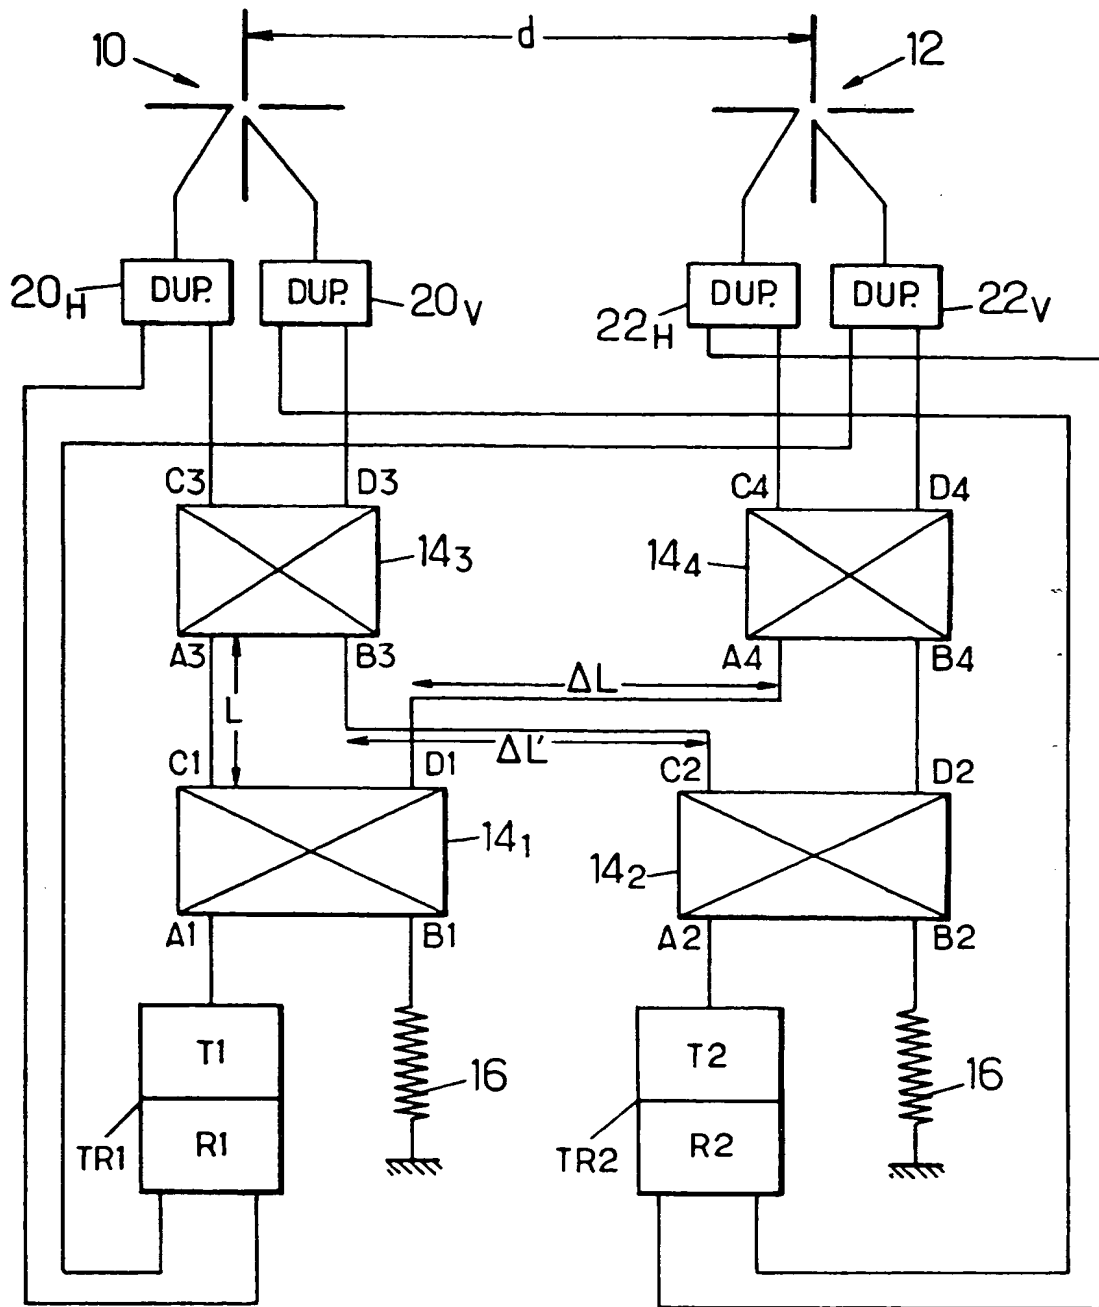 d
10
12
DUP.
DUP.
DUP.
DUP.
20H
20V
22H
22V
C3
D3
C4
D4
143
144
A3
B3
A4
B4
ΔL
L
ΔL'
C1
D1
C2
D2
141
142
A1
B1
A2
B2
T1
T2
16
16
TR1
R1
TR2
R2